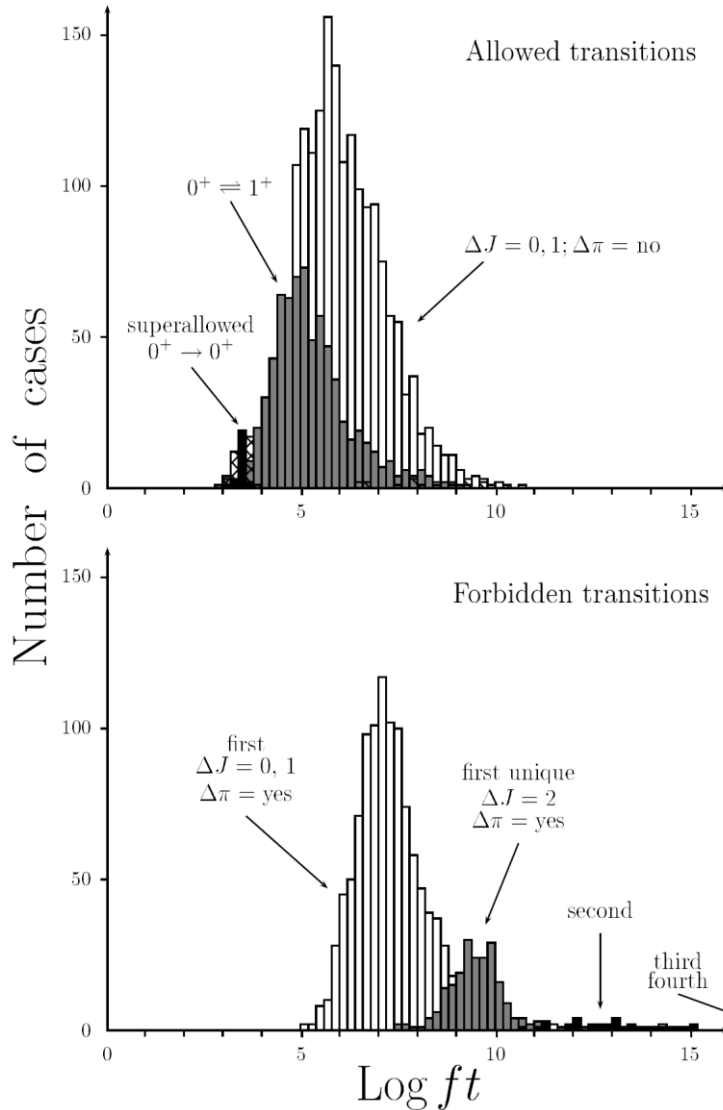 150
Allowed transitions
100
0⁺ ⇌ 1⁺
ΔJ = 0, 1; Δπ = no
50
superallowed
0⁺ → 0⁺
0
0
5
10
15
Number of cases
150
Forbidden transitions
100
first
ΔJ = 0, 1
Δπ = yes
first unique
ΔJ = 2
Δπ = yes
50
second
third
fourth
0
0
5
10
15
Log ft